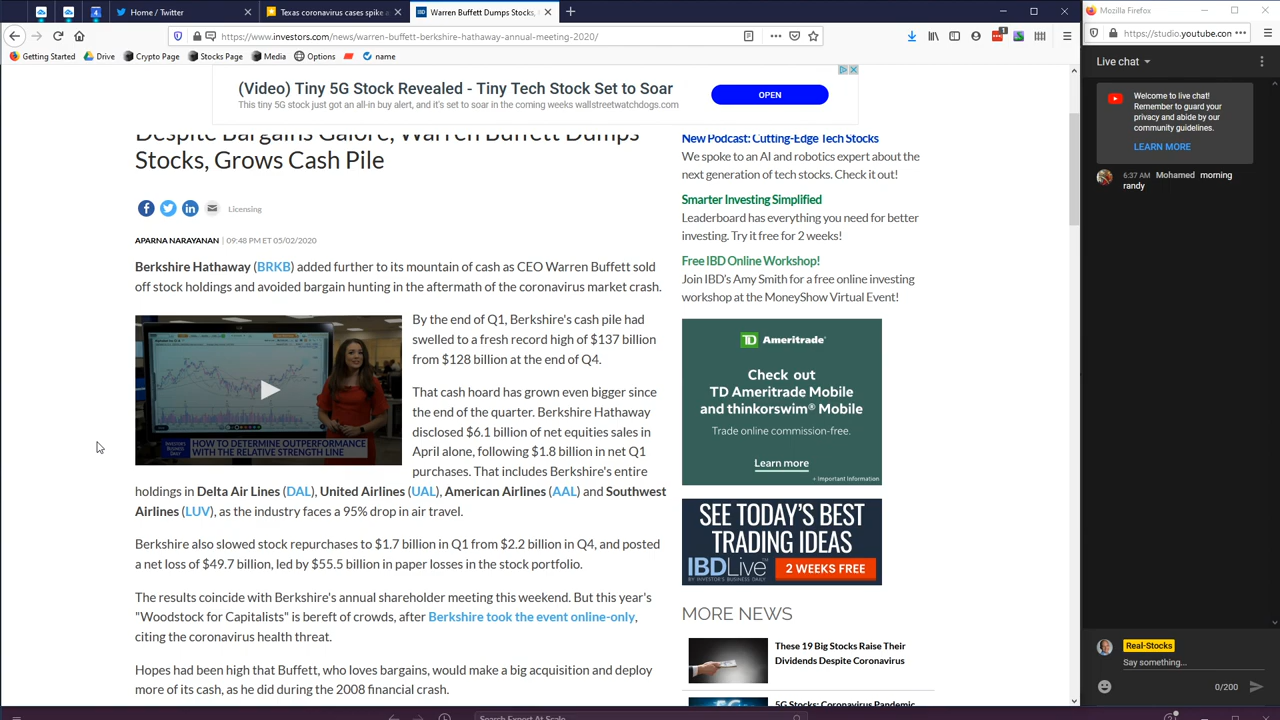 Home / Twitter
Texas coronavirus cases spike a
Warren Buffett Dumps Stocks,
Mozilla Firefox
https://www.investors.com/news/warren-buffett-berkshire-hathaway-annual-meeting-2020/
https://studio.youtube.con
Getting Started
Drive
Crypto Page
Stocks Page
Media
Options
name
Live chat
(Video) Tiny 5G Stock Revealed - Tiny Tech Stock Set to Soar
This tiny 5G stock just got an all-in buy alert, and it's set to soar in the coming weeks wallstreetwatchdogs.com
OPEN
Despite Bargains Galore, Warren Buffett Dumps
Stocks, Grows Cash Pile
Licensing
APARNA NARAYANAN | 09:48 PM ET 05/02/2020
Berkshire Hathaway (BRKB) added further to its mountain of cash as CEO Warren Buffett sold
off stock holdings and avoided bargain hunting in the aftermath of the coronavirus market crash.
By the end of Q1, Berkshire's cash pile had
swelled to a fresh record high of $137 billion
from $128 billion at the end of Q4.
That cash hoard has grown even bigger since
the end of the quarter. Berkshire Hathaway
disclosed $6.1 billion of net equities sales in
April alone, following $1.8 billion in net Q1
purchases. That includes Berkshire's entire
holdings in Delta Air Lines (DAL), United Airlines (UAL), American Airlines (AAL) and Southwest
Airlines (LUV), as the industry faces a 95% drop in air travel.
INVESTOR'S BUSINESS DAILY
HOW TO DETERMINE OUTPERFORMANCE
WITH THE RELATIVE STRENGTH LINE
Berkshire also slowed stock repurchases to $1.7 billion in Q1 from $2.2 billion in Q4, and posted
a net loss of $49.7 billion, led by $55.5 billion in paper losses in the stock portfolio.
The results coincide with Berkshire's annual shareholder meeting this weekend. But this year's
"Woodstock for Capitalists" is bereft of crowds, after Berkshire took the event online-only,
citing the coronavirus health threat.
Hopes had been high that Buffett, who loves bargains, would make a big acquisition and deploy
more of its cash, as he did during the 2008 financial crash.
New Podcast: Cutting-Edge Tech Stocks
We spoke to an AI and robotics expert about the
next generation of tech stocks. Check it out!
Smarter Investing Simplified
Leaderboard has everything you need for better
investing. Try it free for 2 weeks!
Free IBD Online Workshop!
Join IBD's Amy Smith for a free online investing
workshop at the MoneyShow Virtual Event!
TD Ameritrade
Check out
TD Ameritrade Mobile
and thinkorswim® Mobile
Trade online commission-free.
Learn more
+ Important Information
SEE TODAY'S BEST
TRADING IDEAS
IBDLive
BY INVESTOR'S BUSINESS DAILY
2 WEEKS FREE
MORE NEWS
These 19 Big Stocks Raise Their
Dividends Despite Coronavirus
5G Stocks: Coronavirus Pandemic
Welcome to live chat!
Remember to guard your
privacy and abide by our
community guidelines.
LEARN MORE
6:37 AM Mohamed morning
randy
Real-Stocks
Say something...
0/200